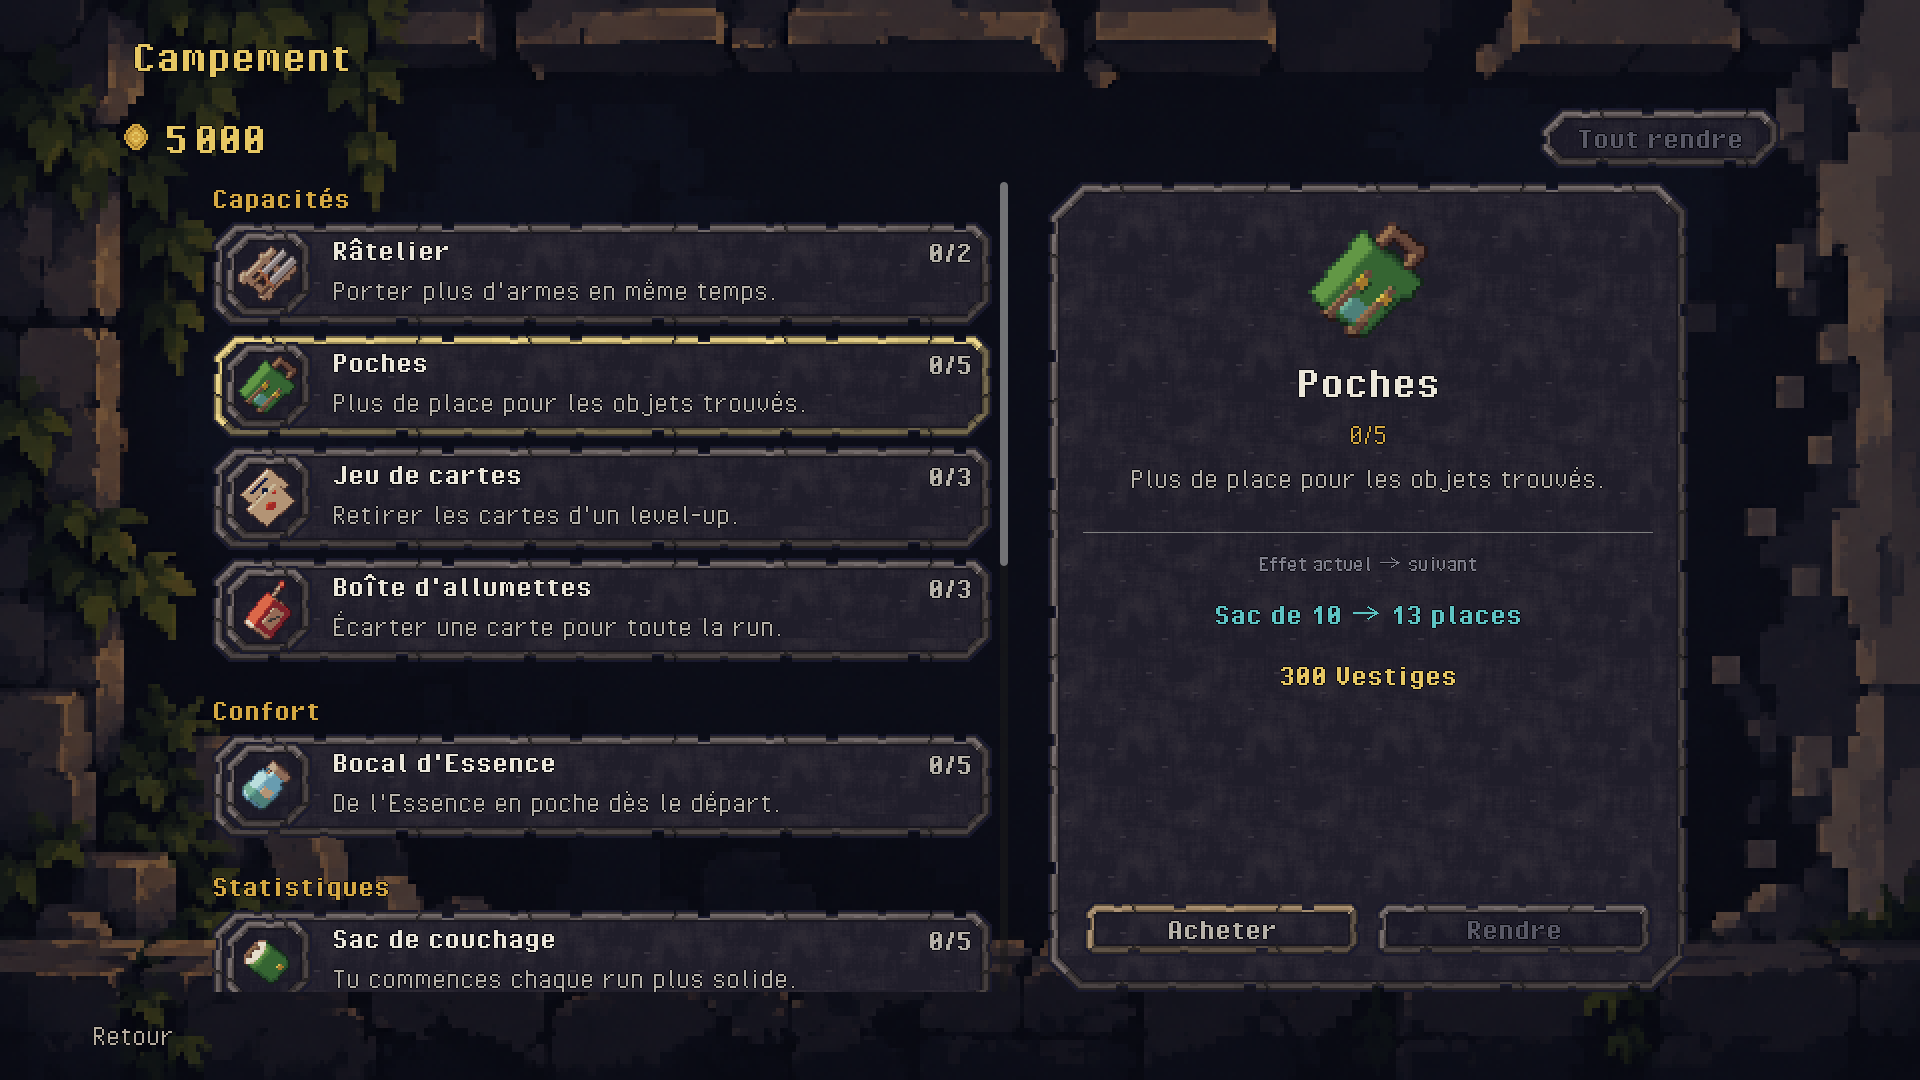 Campement
5 000
Tout rendre
Capacités
Râtelier
0/2
Porter plus d'armes en même temps.
Poches
0/5
Plus de place pour les objets trouvés.
Jeu de cartes
0/3
Retirer les cartes d'un level-up.
Boîte d'allumettes
0/3
Écarter une carte pour toute la run.
Confort
Bocal d'Essence
0/5
De l'Essence en poche dès le départ.
Statistiques
Sac de couchage
0/5
Tu commences chaque run plus solide.
Poches
0/5
Plus de place pour les objets trouvés.
Effet actuel → suivant
Sac de 10 → 13 places
300 Vestiges
Acheter
Rendre
Retour